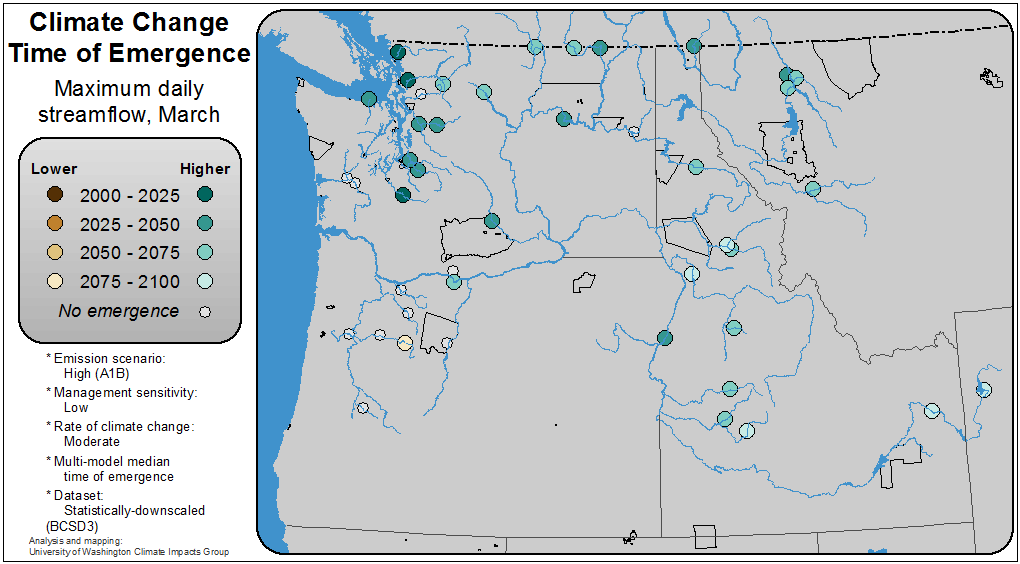 Climate Change
Time of Emergence
Maximum daily
streamflow, March
Lower Higher
2000 - 2025
2025 - 2050
2050 - 2075
2075 - 2100
No emergence
* Emission scenario:
High (A1B)
* Management sensitivity:
Low
* Rate of climate change:
Moderate
* Multi-model median
time of emergence
* Dataset:
Statistically-downscaled
(BCSD3)
Analysis and mapping:
University of Washington Climate Impacts Group